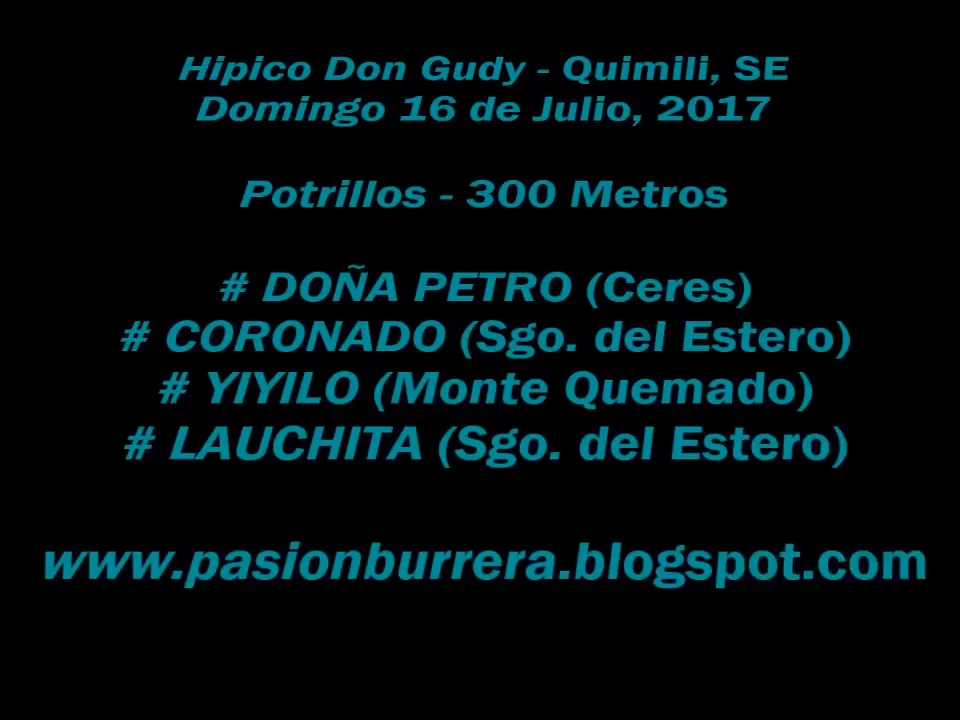 Hipico Don Gudy - Quimili, SE
Domingo 16 de Julio, 2017
Potrillos - 300 Metros
# DOÑA PETRO (Ceres)
# CORONADO (Sgo. del Estero)
# YIYILO (Monte Quemado)
# LAUCHITA (Sgo. del Estero)
www.pasionburrera.blogspot.com